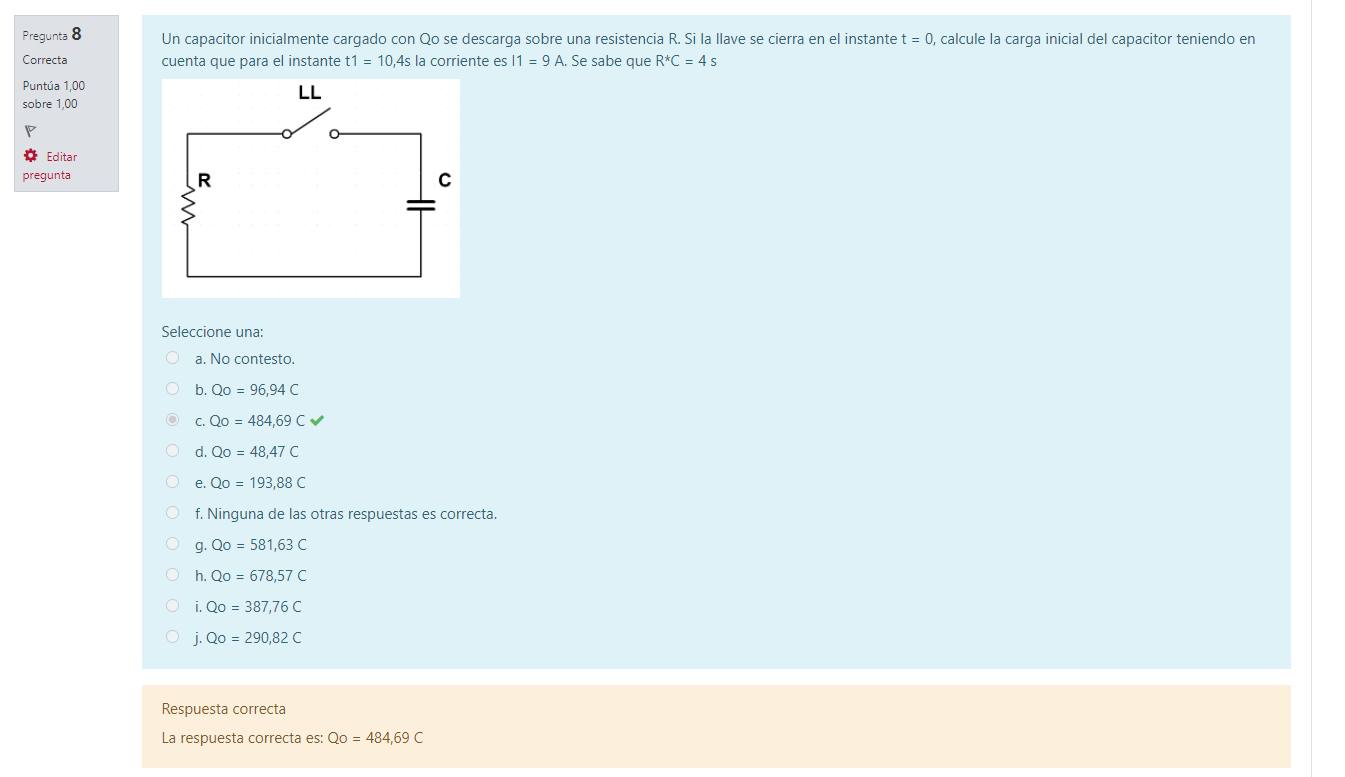 Pregunta 8
Correcta
Puntúa 1,00
sobre 1,00
Editar
pregunta
Un capacitor inicialmente cargado con Qo se descarga sobre una resistencia R. Si la llave se cierra en el instante t = 0, calcule la carga inicial del capacitor teniendo en
cuenta que para el instante t1 = 10,4s la corriente es I1 = 9 A. Se sabe que R*C = 4 s
LL
R
C
Seleccione una:
a. No contesto.
b. Qo = 96,94 C
c. Qo = 484,69 C
d. Qo = 48,47 C
e. Qo = 193,88 C
f. Ninguna de las otras respuestas es correcta.
g. Qo = 581,63 C
h. Qo = 678,57 C
i. Qo = 387,76 C
j. Qo = 290,82 C
Respuesta correcta
La respuesta correcta es: Qo = 484,69 C